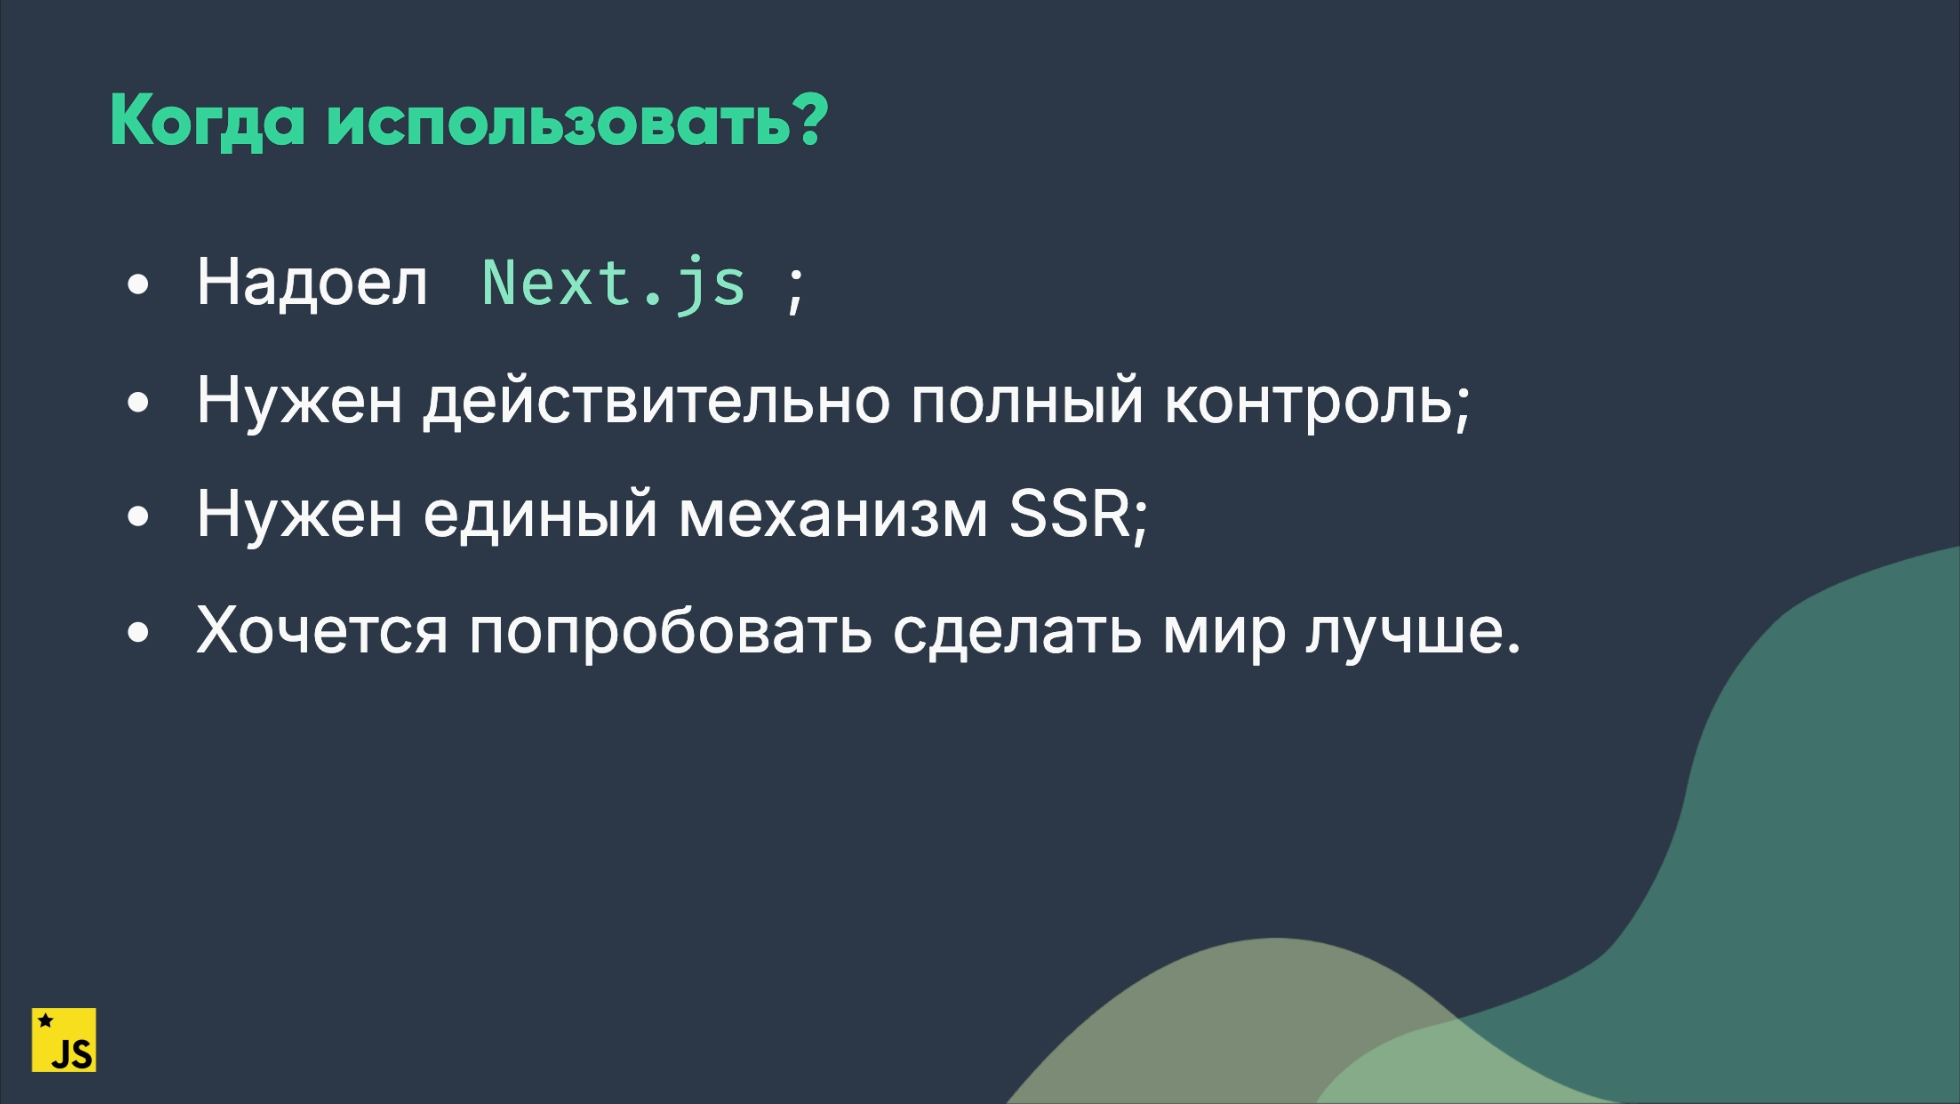 Когда использовать?
• Надоел Next.js ;
• Нужен действительно полный контроль;
• Нужен единый механизм SSR;
• Хочется попробовать сделать мир лучше.
JS